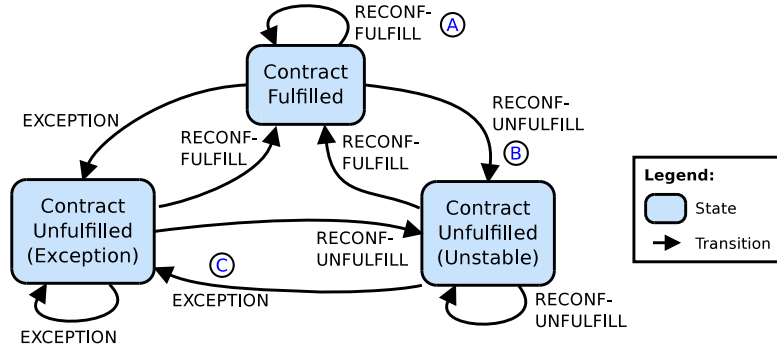 RECONF-
FULFILL
A
Contract
Fulfilled
EXCEPTION
RECONF-
FULFILL
RECONF-
FULFILL
RECONF-
UNFULFILL
B
Contract
Unfulfilled
(Exception)
RECONF-
UNFULFILL
Contract
Unfulfilled
(Unstable)
C
EXCEPTION
EXCEPTION
RECONF-
UNFULFILL
Legend:
State
Transition